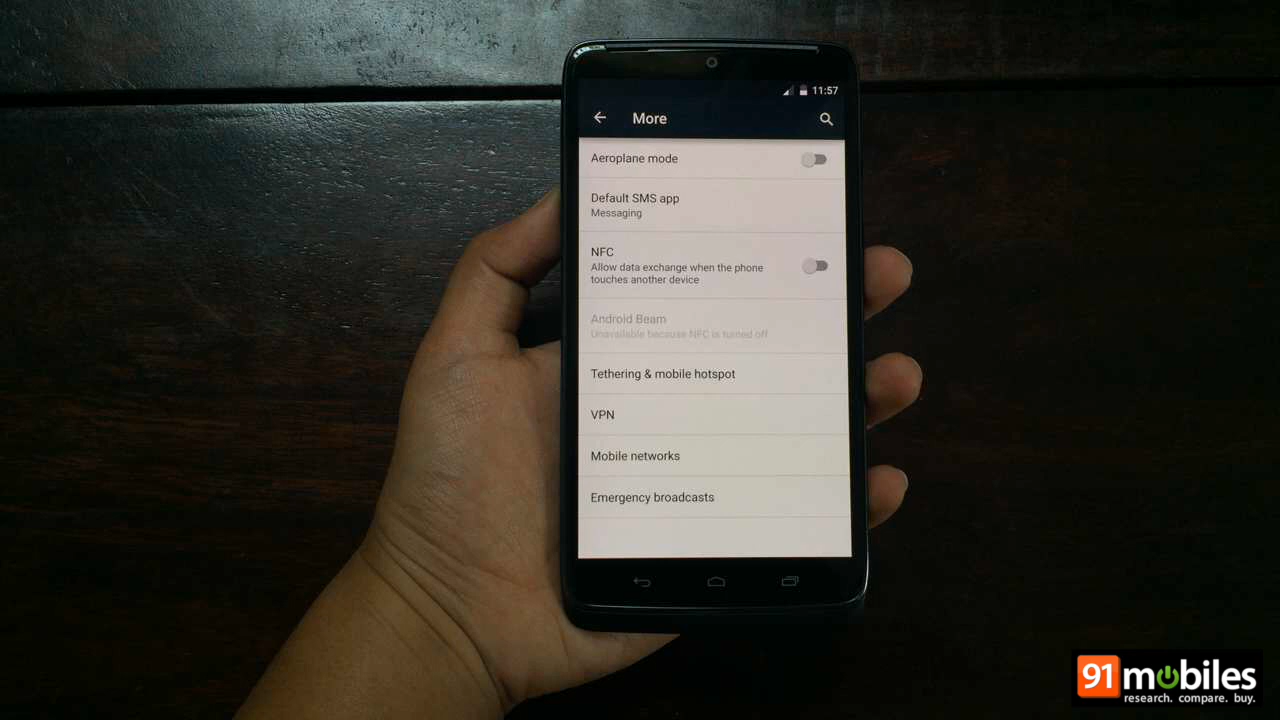 11:57
More
Aeroplane mode
Default SMS app
Messaging
NFC
Allow data exchange when the phone
touches another device
Android Beam
Unavailable because NFC is turned off
Tethering & mobile hotspot
VPN
Mobile networks
Emergency broadcasts
91mobiles
research. compare. buy.